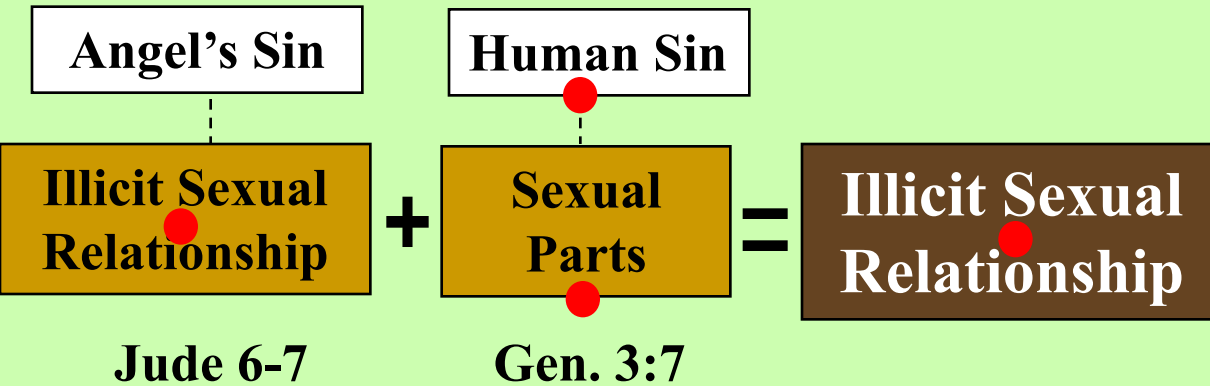 Angel’s Sin
Human Sin
Illicit Sexual
Relationship
+
Sexual
Parts
=
Illicit Sexual
Relationship
Jude 6-7
Gen. 3:7